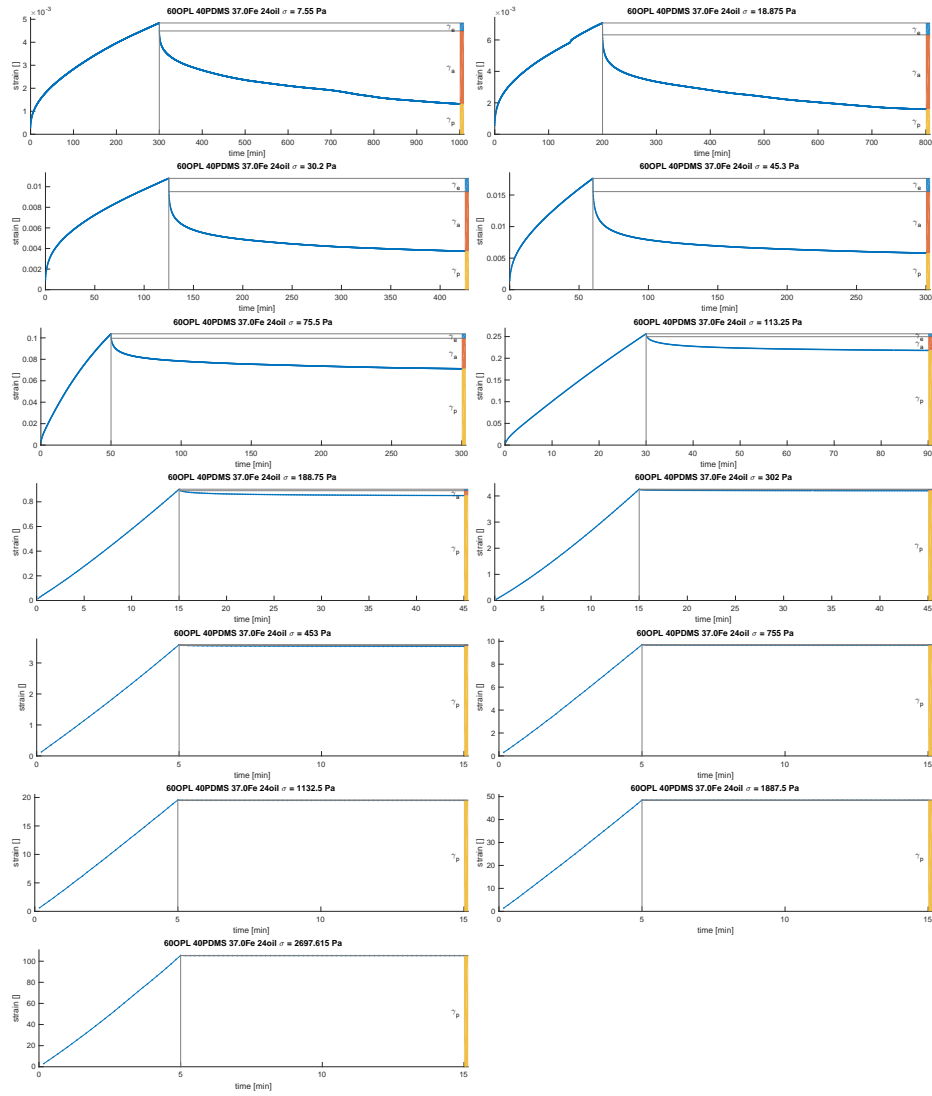 60OPL 40PDMS 37.0Fe 24oil σ = 7.55 Pa
×10⁻³
strain []
5
4
3
2
1
0
0 100 200 300 400 500 600 700 800 900 1000
time [min]
γe
γa
γp
60OPL 40PDMS 37.0Fe 24oil σ = 18.875 Pa
×10⁻³
strain []
6
4
2
0
0 100 200 300 400 500 600 700 800
time [min]
γe
γa
γp
60OPL 40PDMS 37.0Fe 24oil σ = 30.2 Pa
strain []
0.01
0.008
0.006
0.004
0.002
0
0 50 100 150 200 250 300 350 400
time [min]
γe
γa
γp
60OPL 40PDMS 37.0Fe 24oil σ = 45.3 Pa
strain []
0.015
0.01
0.005
0
0 50 100 150 200 250 300
time [min]
γe
γa
γp
60OPL 40PDMS 37.0Fe 24oil σ = 75.5 Pa
strain []
0.1
0.08
0.06
0.04
0.02
0
0 50 100 150 200 250 300
time [min]
γe
γa
γp
60OPL 40PDMS 37.0Fe 24oil σ = 113.25 Pa
strain []
0.25
0.2
0.15
0.1
0.05
0
0 10 20 30 40 50 60 70 80 90
time [min]
γe
γa
γp
60OPL 40PDMS 37.0Fe 24oil σ = 188.75 Pa
strain []
0.8
0.6
0.4
0.2
0
0 5 10 15 20 25 30 35 40 45
time [min]
γa
γp
60OPL 40PDMS 37.0Fe 24oil σ = 302 Pa
strain []
4
3
2
1
0
0 5 10 15 20 25 30 35 40 45
time [min]
γp
60OPL 40PDMS 37.0Fe 24oil σ = 453 Pa
strain []
3
2
1
0
0 5 10 15
time [min]
γp
60OPL 40PDMS 37.0Fe 24oil σ = 755 Pa
strain []
10
8
6
4
2
0
0 5 10 15
time [min]
γp
60OPL 40PDMS 37.0Fe 24oil σ = 1132.5 Pa
strain []
20
15
10
5
0
0 5 10 15
time [min]
γp
60OPL 40PDMS 37.0Fe 24oil σ = 1887.5 Pa
strain []
50
40
30
20
10
0
0 5 10 15
time [min]
γp
60OPL 40PDMS 37.0Fe 24oil σ = 2697.615 Pa
strain []
100
80
60
40
20
0
0 5 10 15
time [min]
γp